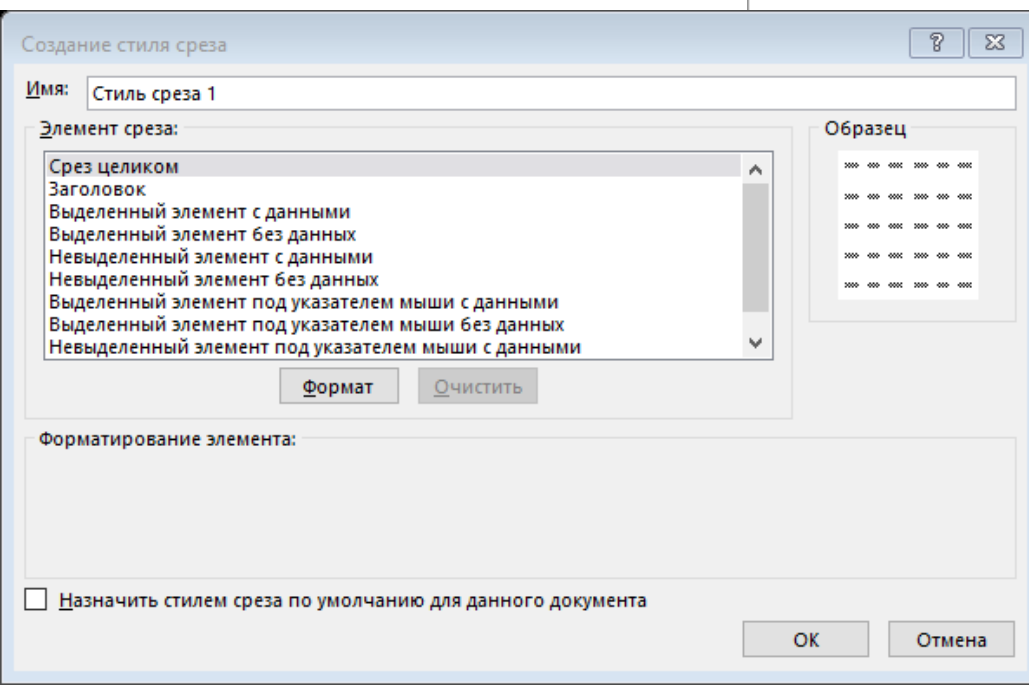 Создание стиля среза
Имя: Стиль среза 1
Элемент среза:
Образец
Срез целиком
Заголовок
Выделенный элемент с данными
Выделенный элемент без данных
Невыделенный элемент с данными
Невыделенный элемент без данных
Выделенный элемент под указателем мыши с данными
Выделенный элемент под указателем мыши без данных
Невыделенный элемент под указателем мыши с данными
Формат Очистить
Форматирование элемента:
Назначить стилем среза по умолчанию для данного документа
ОК Отмена